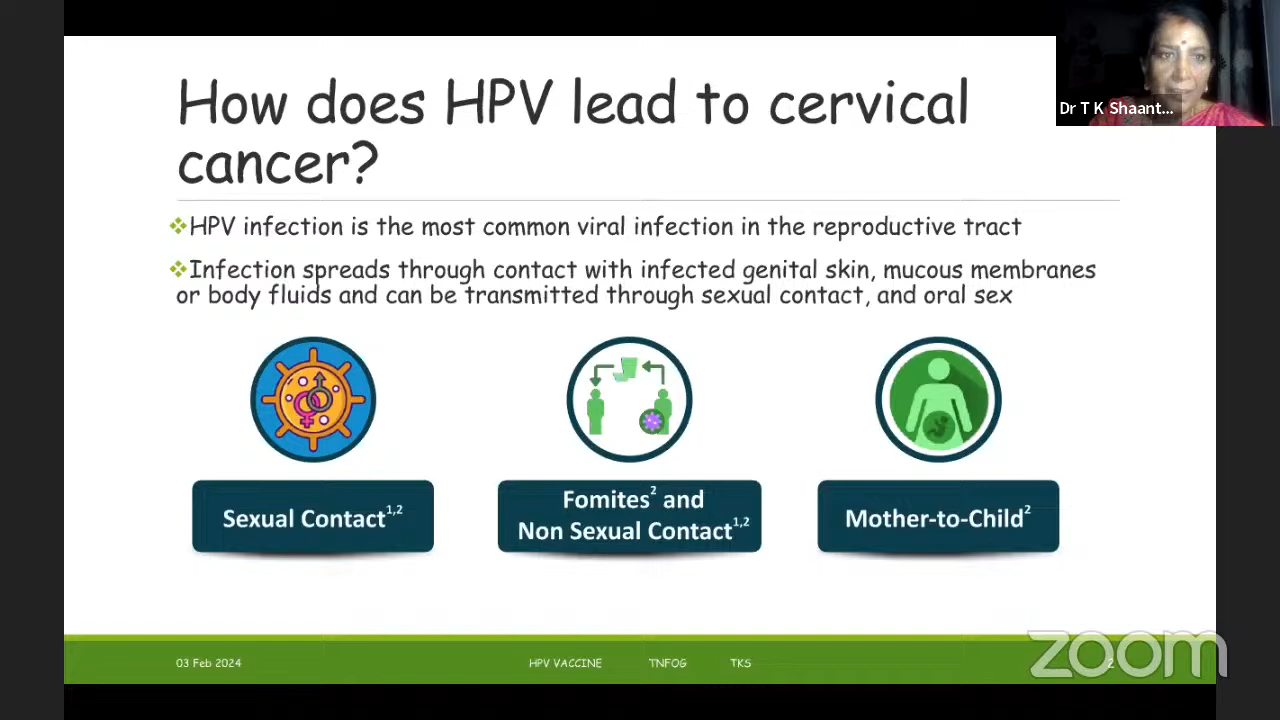 How does HPV lead to cervical
cancer?
Dr T K Shaant...
❖HPV infection is the most common viral infection in the reproductive tract
❖Infection spreads through contact with infected genital skin, mucous membranes
or body fluids and can be transmitted through sexual contact, and oral sex
Sexual Contact1,2
Fomites2 and
Non Sexual Contact1,2
Mother-to-Child2
03 Feb 2024 HPV VACCINE TNFOG TKS 2
zoom